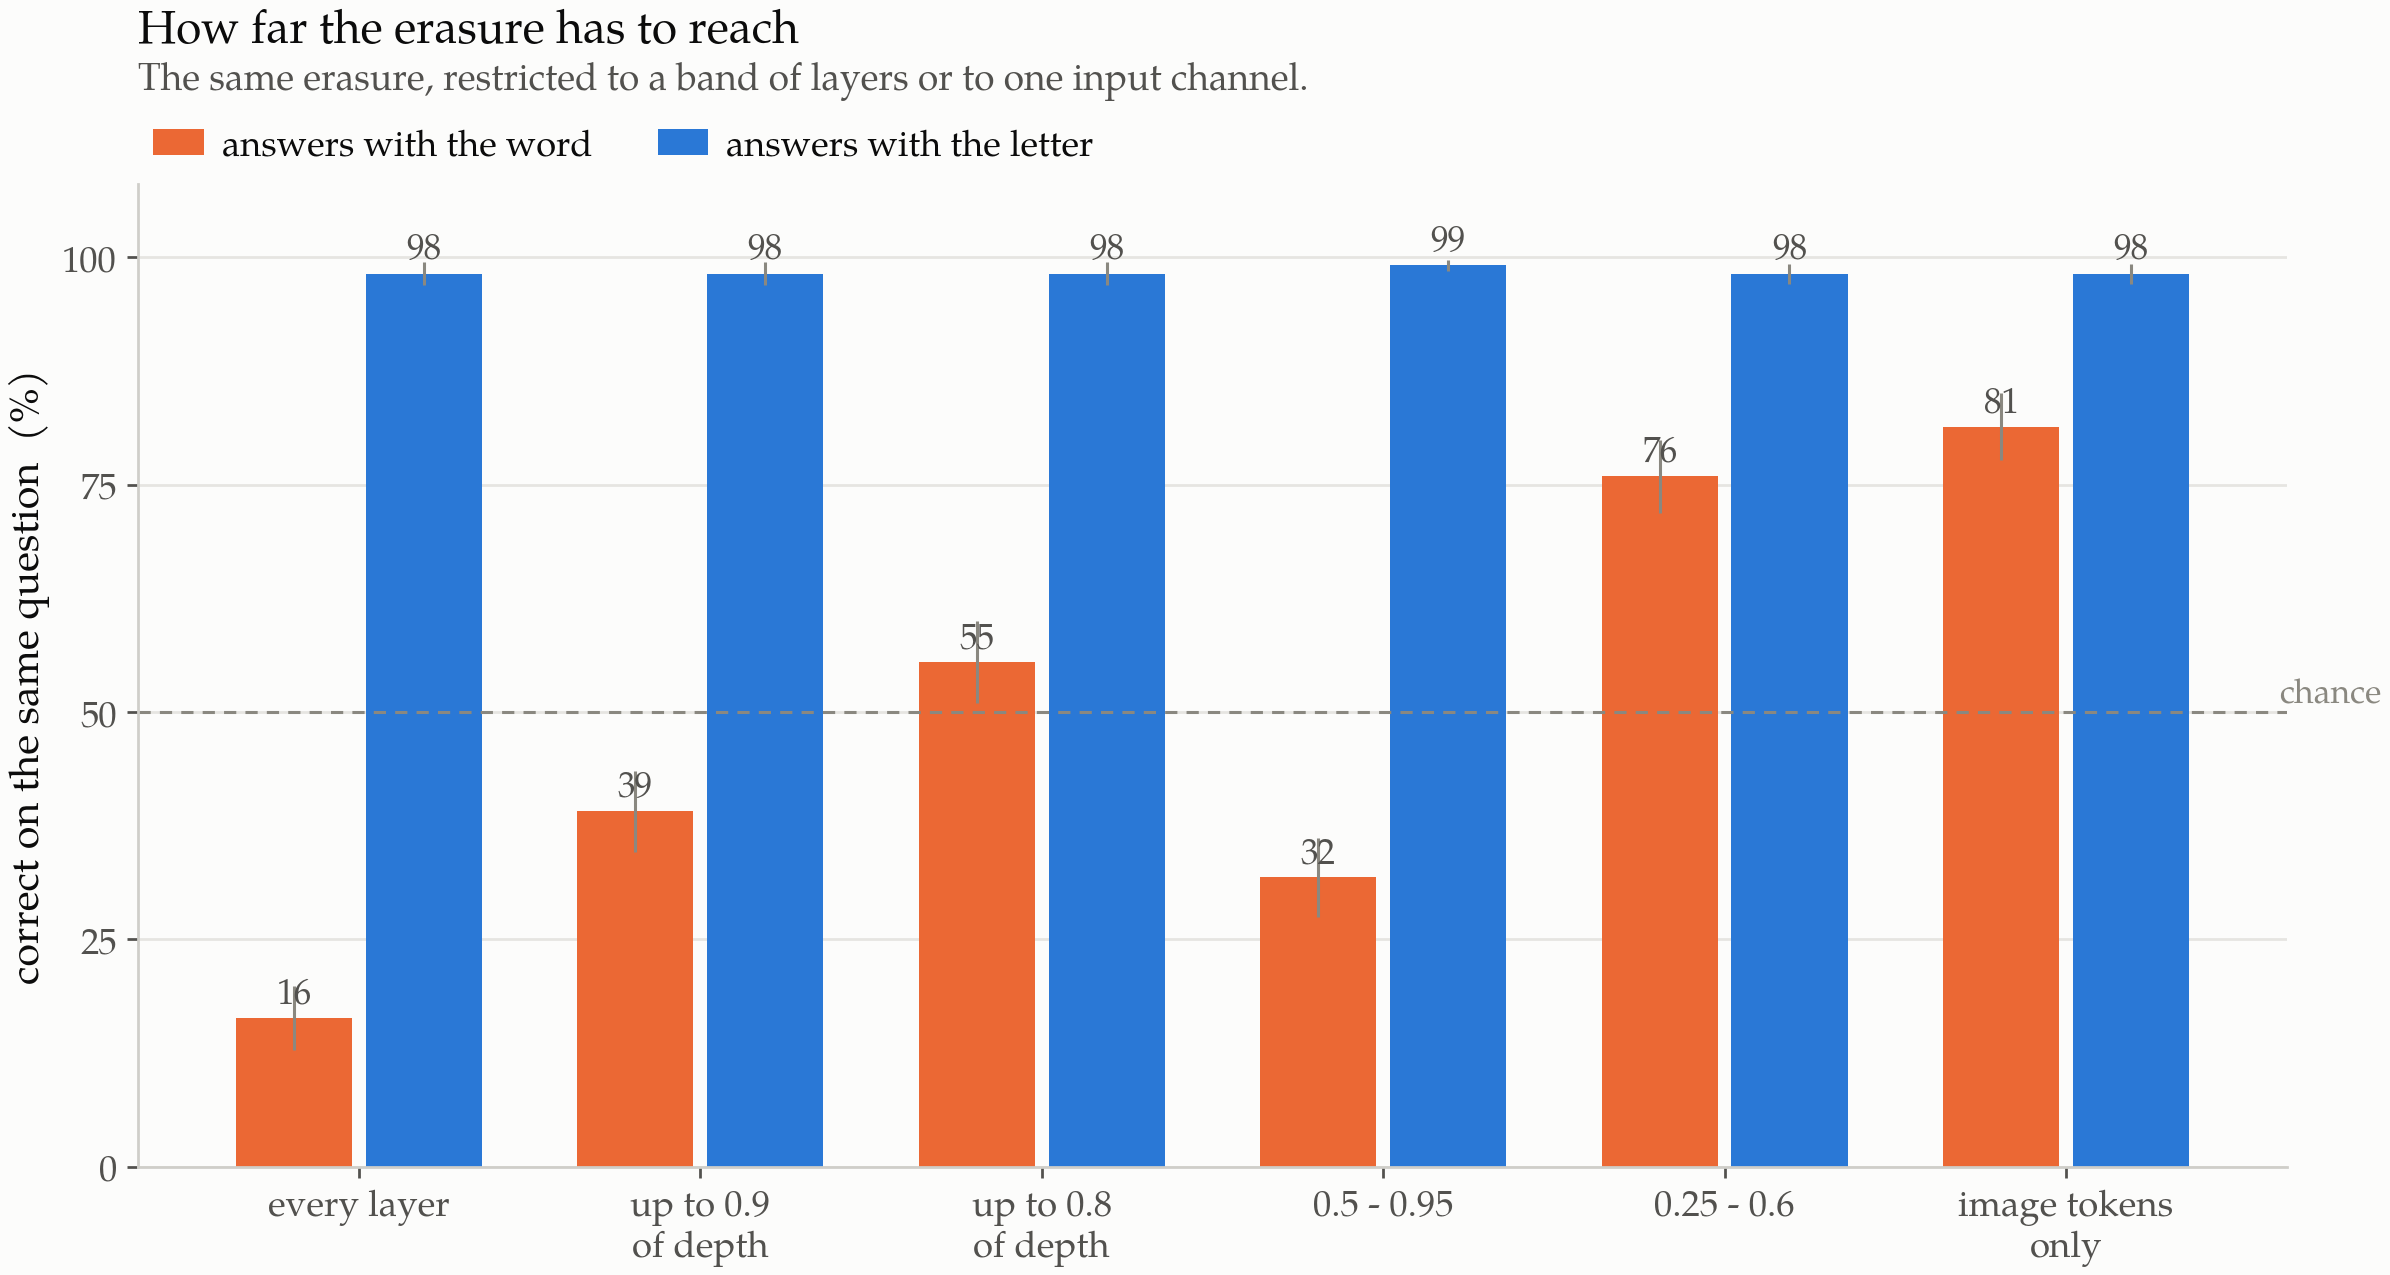 How far the erasure has to reach
The same erasure, restricted to a band of layers or to one input channel.
answers with the word
answers with the letter
correct on the same question (%)
100
75
50
25
0
16
98
39
98
55
98
32
99
76
98
81
98
chance
every layer
up to 0.9
of depth
up to 0.8
of depth
0.5 - 0.95
0.25 - 0.6
image tokens
only